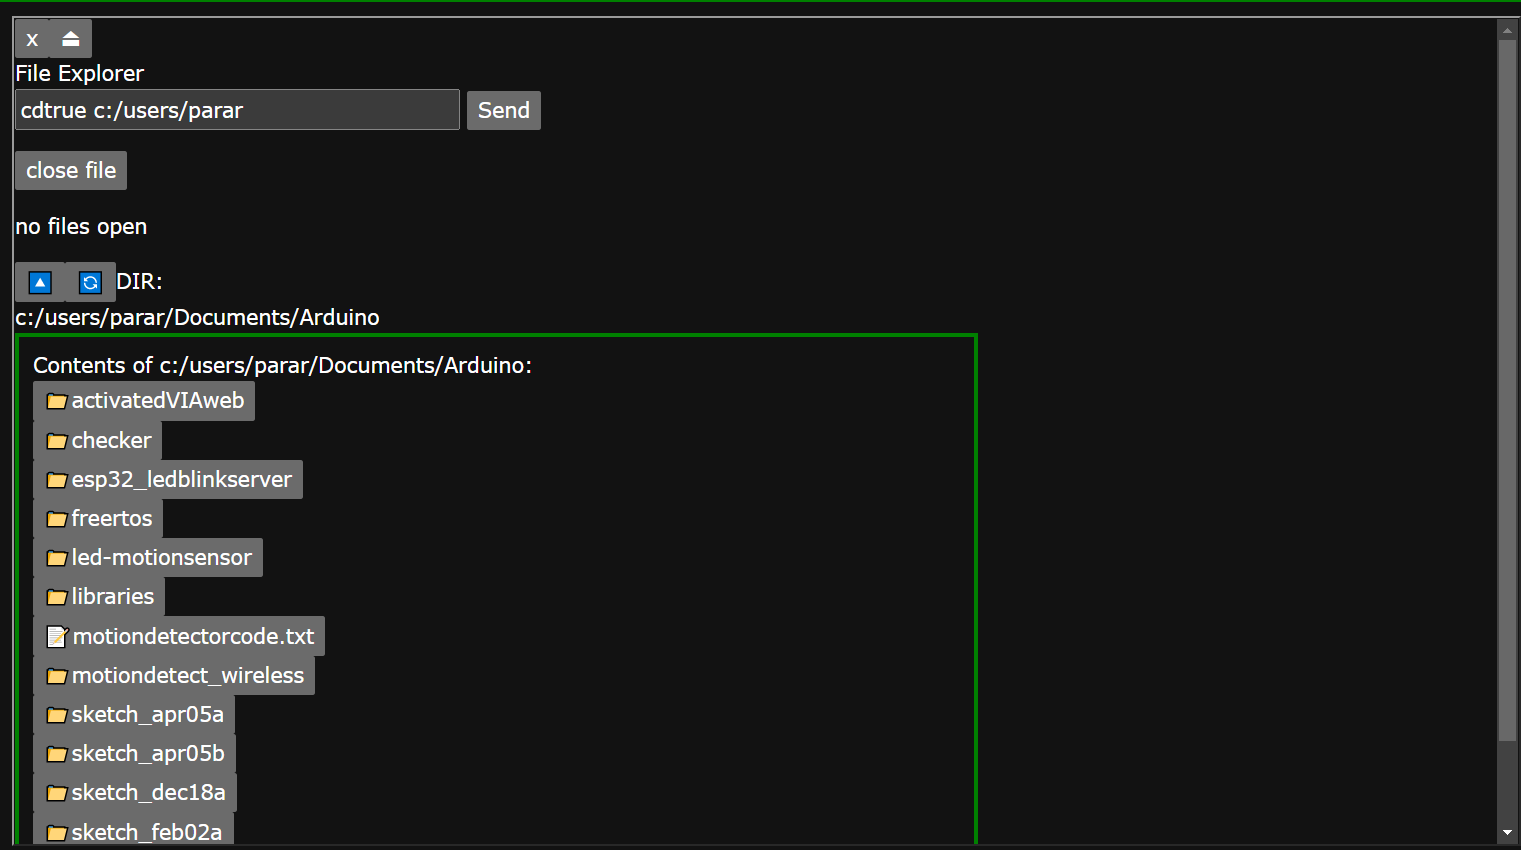 x
File Explorer
cdtrue c:/users/parar Send
close file
no files open
DIR:
c:/users/parar/Documents/Arduino
Contents of c:/users/parar/Documents/Arduino:
activatedVIAweb
checker
esp32_ledblinkserver
freertos
led-motionsensor
libraries
motiondetectorcode.txt
motiondetect_wireless
sketch_apr05a
sketch_apr05b
sketch_dec18a
sketch_feb02a